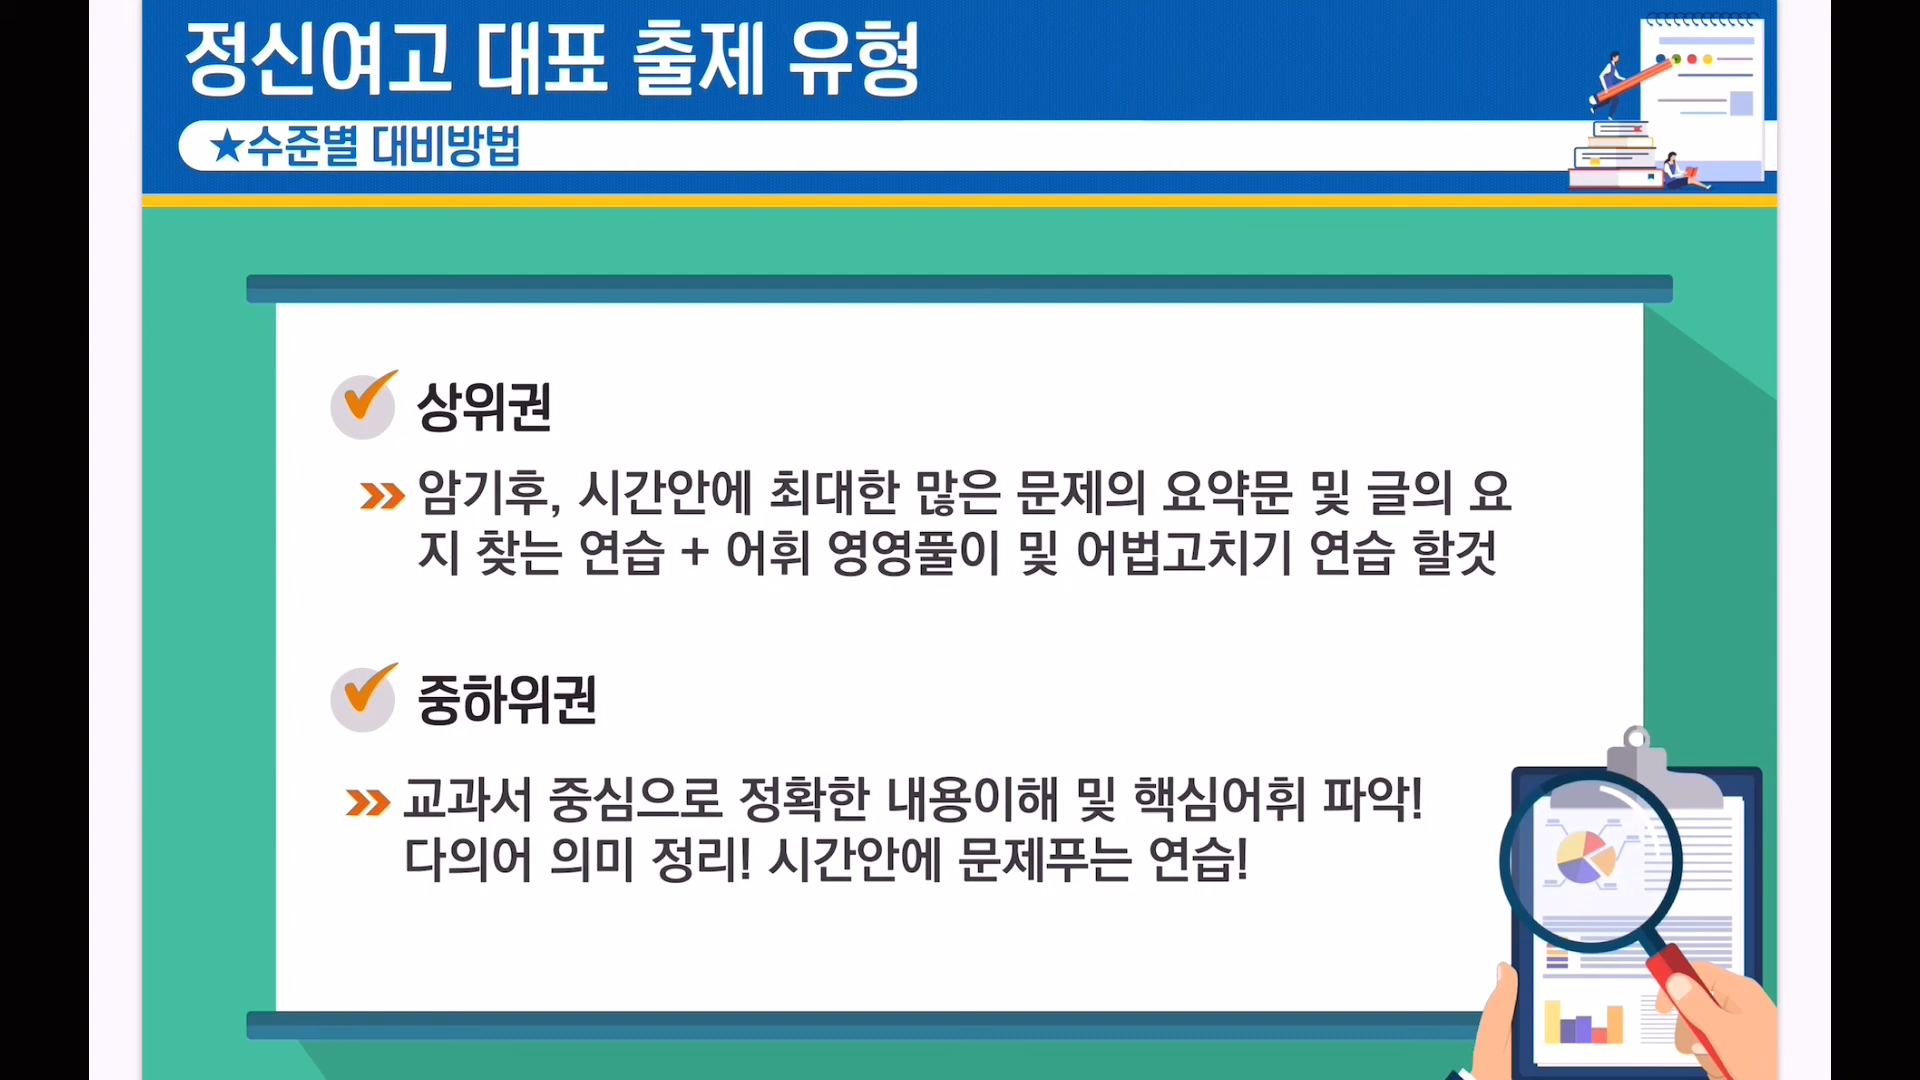 정신여고 대표 출제 유형
★수준별 대비방법
상위권
암기후, 시간안에 최대한 많은 문제의 요약문 및 글의 요
지 찾는 연습 + 어휘 영영풀이 및 어법고치기 연습 할것
중하위권
교과서 중심으로 정확한 내용이해 및 핵심어휘 파악!
다의어 의미 정리! 시간안에 문제푸는 연습!